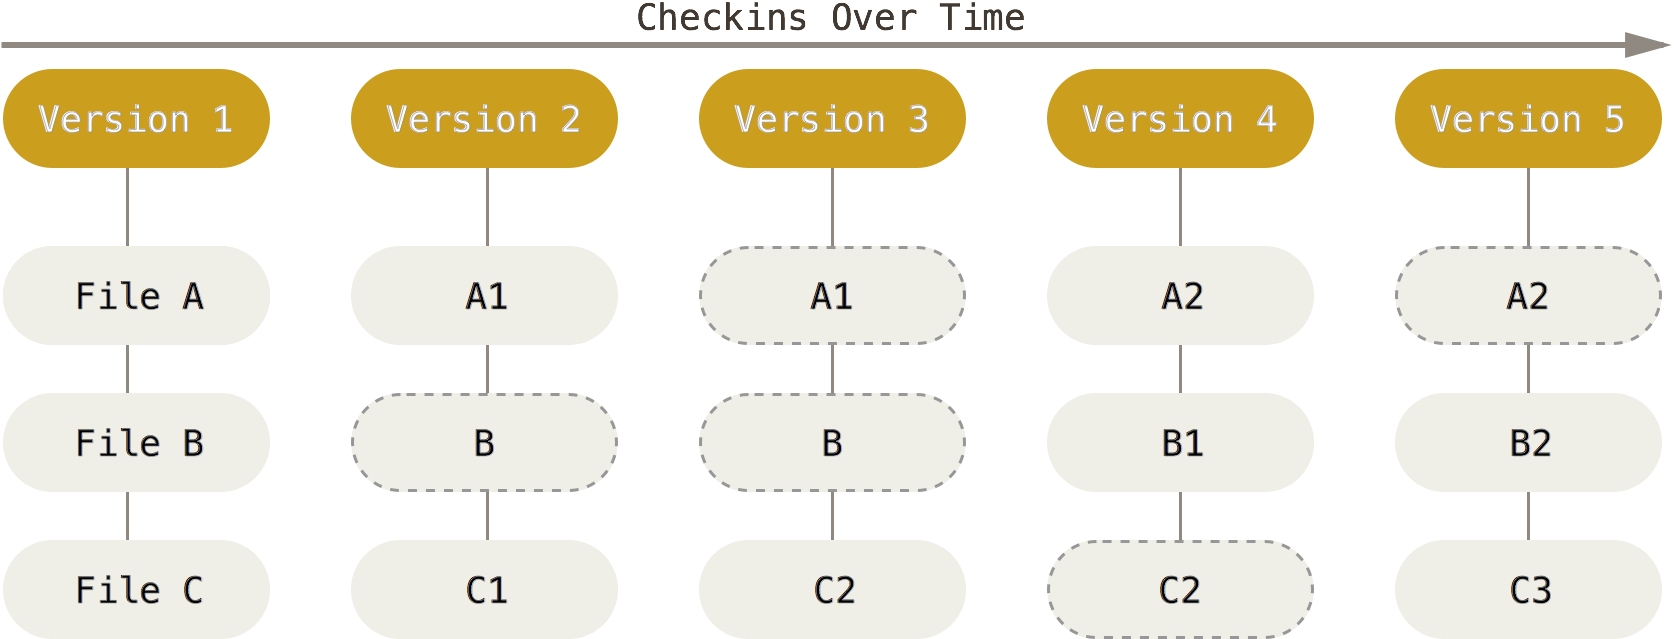 Checkins Over Time
Version 1 Version 2 Version 3 Version 4 Version 5
File A A1 A1 A2 A2
File B B B B1 B2
File C C1 C2 C2 C3